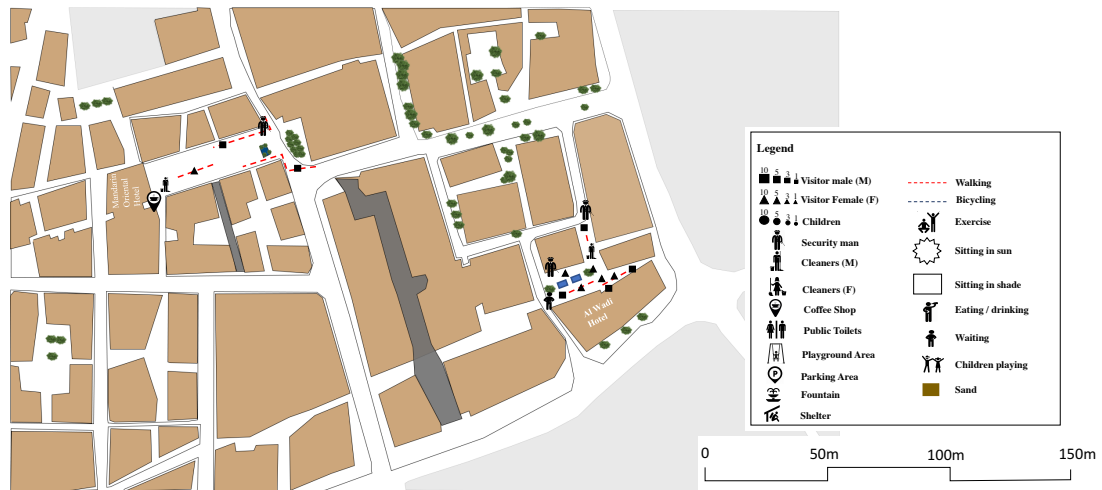 Mandarin
Oriental
Hotel
Al Wadi
Hotel
Legend
10 5 3 1
Visitor male (M)
10 5 3 1
Visitor Female (F)
10 5 3 1
Children
Security man
Cleaners (M)
Cleaners (F)
Coffee Shop
Public Toilets
Playground Area
P
Parking Area
Fountain
Shelter
Walking
Bicycling
Exercise
Sitting in sun
Sitting in shade
Eating / drinking
Waiting
Children playing
Sand
0 50m 100m 150m